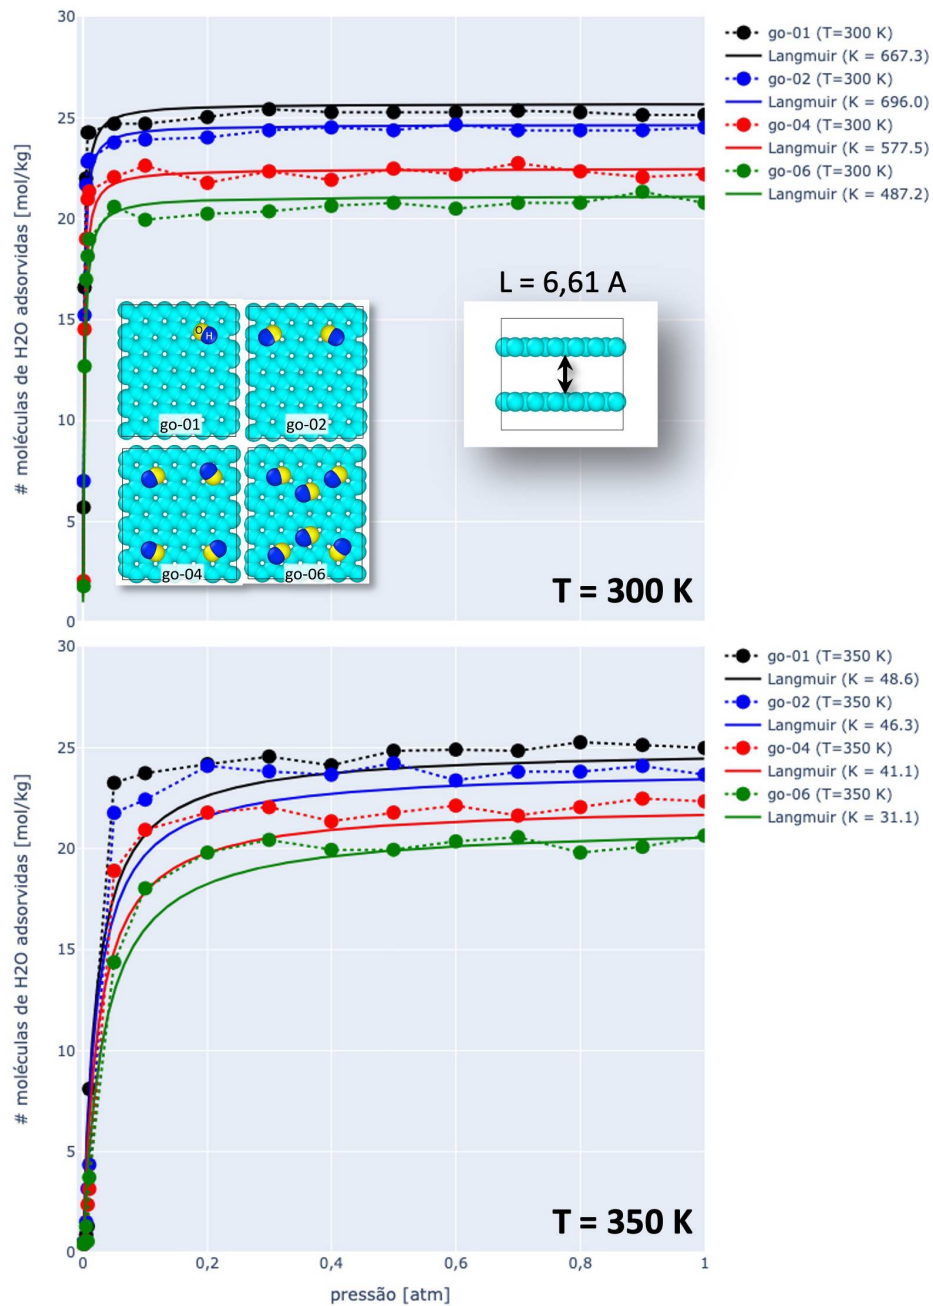 30
25
20
15
10
5
0
# moléculas de H2O adsorvidas [mol/kg]
go-01 (T=300 K)
Langmuir (K = 667.3)
go-02 (T=300 K)
Langmuir (K = 696.0)
go-04 (T=300 K)
Langmuir (K = 577.5)
go-06 (T=300 K)
Langmuir (K = 487.2)
L = 6,61 A
O
H
go-01
go-02
go-04
go-06
T = 300 K
30
25
20
15
10
5
0
# moléculas de H2O adsorvidas [mol/kg]
go-01 (T=350 K)
Langmuir (K = 48.6)
go-02 (T=350 K)
Langmuir (K = 46.3)
go-04 (T=350 K)
Langmuir (K = 41.1)
go-06 (T=350 K)
Langmuir (K = 31.1)
T = 350 K
0
0,2
0,4
0,6
0,8
1
pressão [atm]